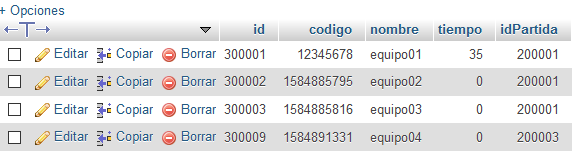 + Opciones
←T→ id codigo nombre tiempo idPartida
Editar Copiar Borrar 300001 12345678 equipo01 35 200001
Editar Copiar Borrar 300002 1584885795 equipo02 0 200001
Editar Copiar Borrar 300003 1584885816 equipo03 0 200001
Editar Copiar Borrar 300009 1584891331 equipo04 0 200003